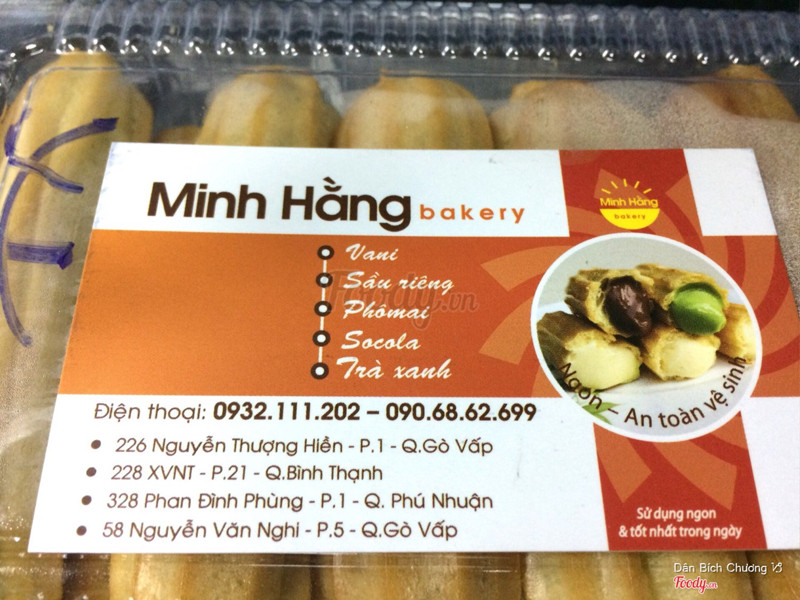 Minh Hằng bakery
Minh Hằng
bakery
Vani
Sầu riêng
Phômai
Socola
Trà xanh
Foody.vn
Ngon – An toàn vệ sinh
Điện thoại: 0932.111.202 – 090.68.62.699
226 Nguyễn Thượng Hiền - P.1 - Q.Gò Vấp
228 XVNT - P.21 - Q.Bình Thạnh
328 Phan Đình Phùng - P.1 - Q. Phú Nhuận
58 Nguyễn Văn Nghi - P.5 - Q.Gò Vấp
Sử dụng ngon
& tốt nhất trong ngày
Dân Bích Chương
Foody.vn